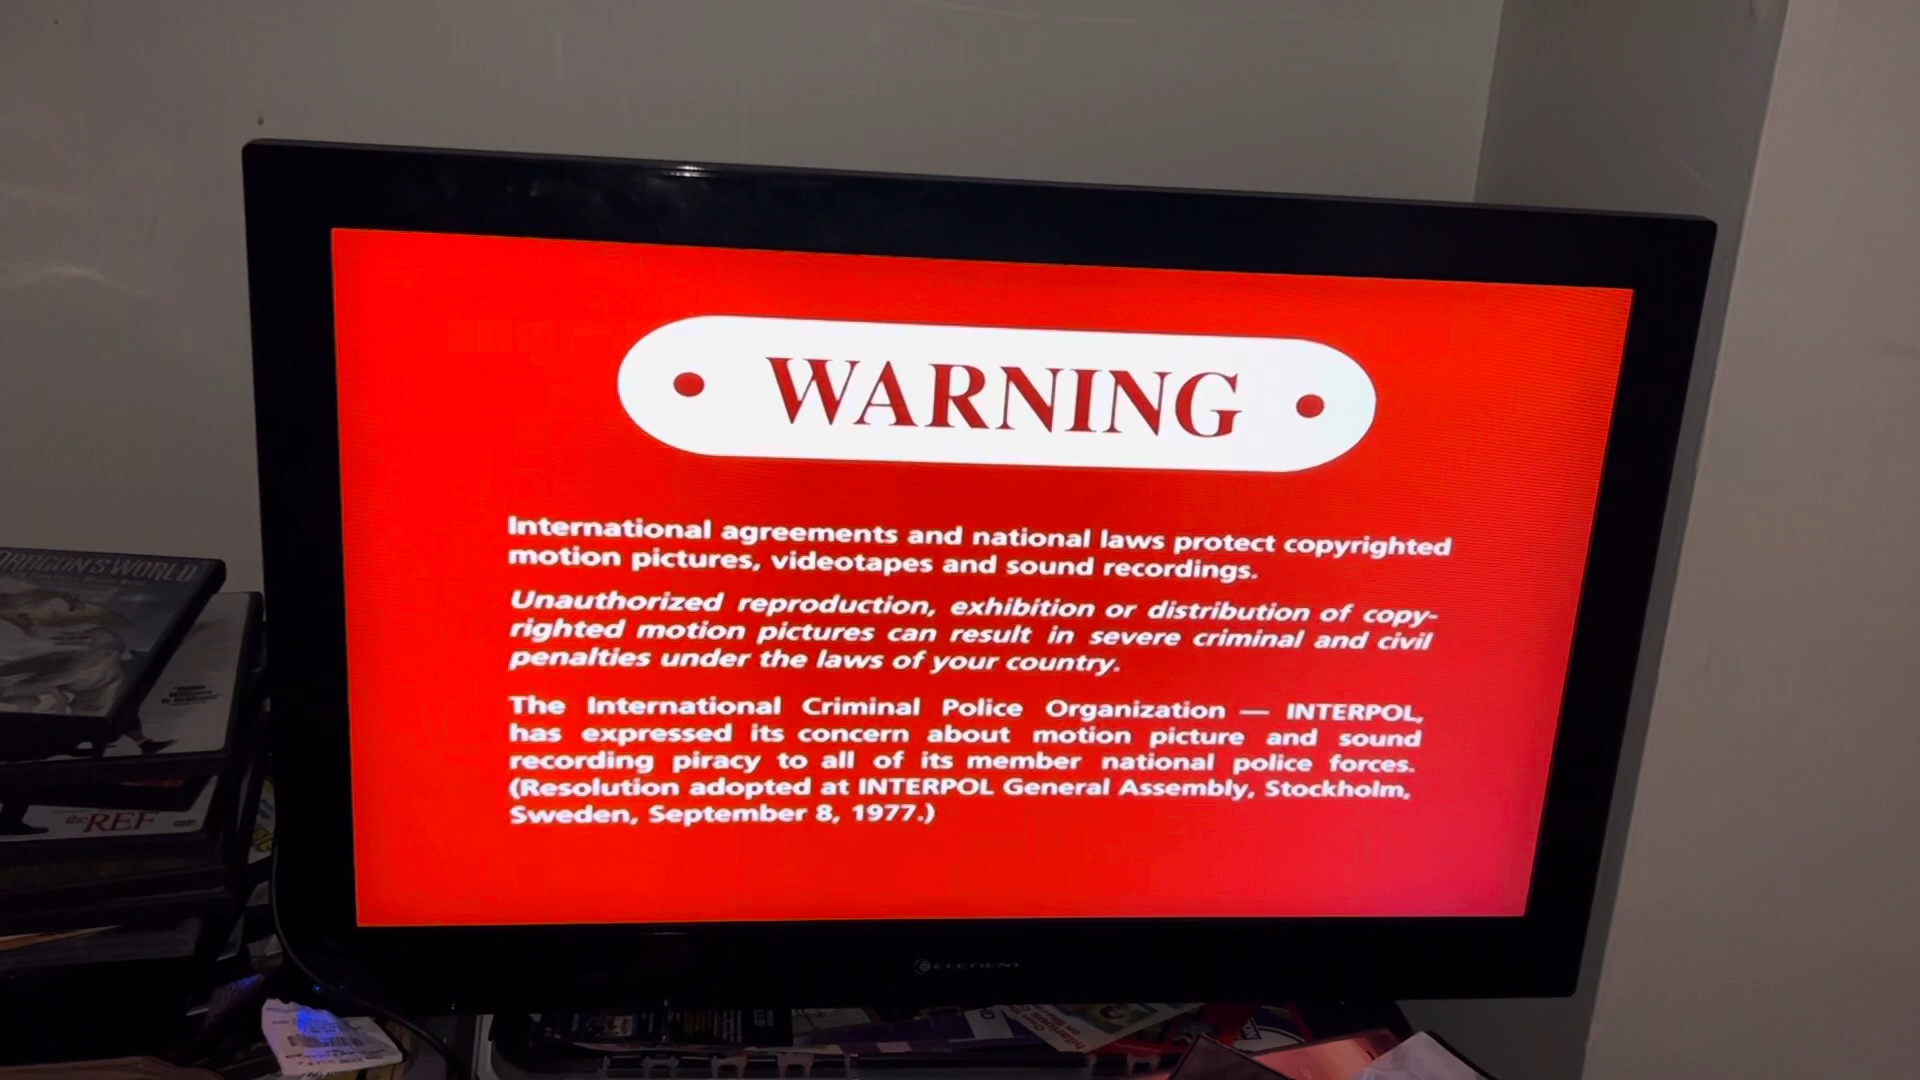 WARNING
International agreements and national laws protect copyrighted
motion pictures, videotapes and sound recordings.
Unauthorized reproduction, exhibition or distribution of copy-
righted motion pictures can result in severe criminal and civil
penalties under the laws of your country.
The International Criminal Police Organization — INTERPOL,
has expressed its concern about motion picture and sound
recording piracy to all of its member national police forces.
(Resolution adopted at INTERPOL General Assembly, Stockholm,
Sweden, September 8, 1977.)
ELEMENT
DRAGON'S WORLD
the REF